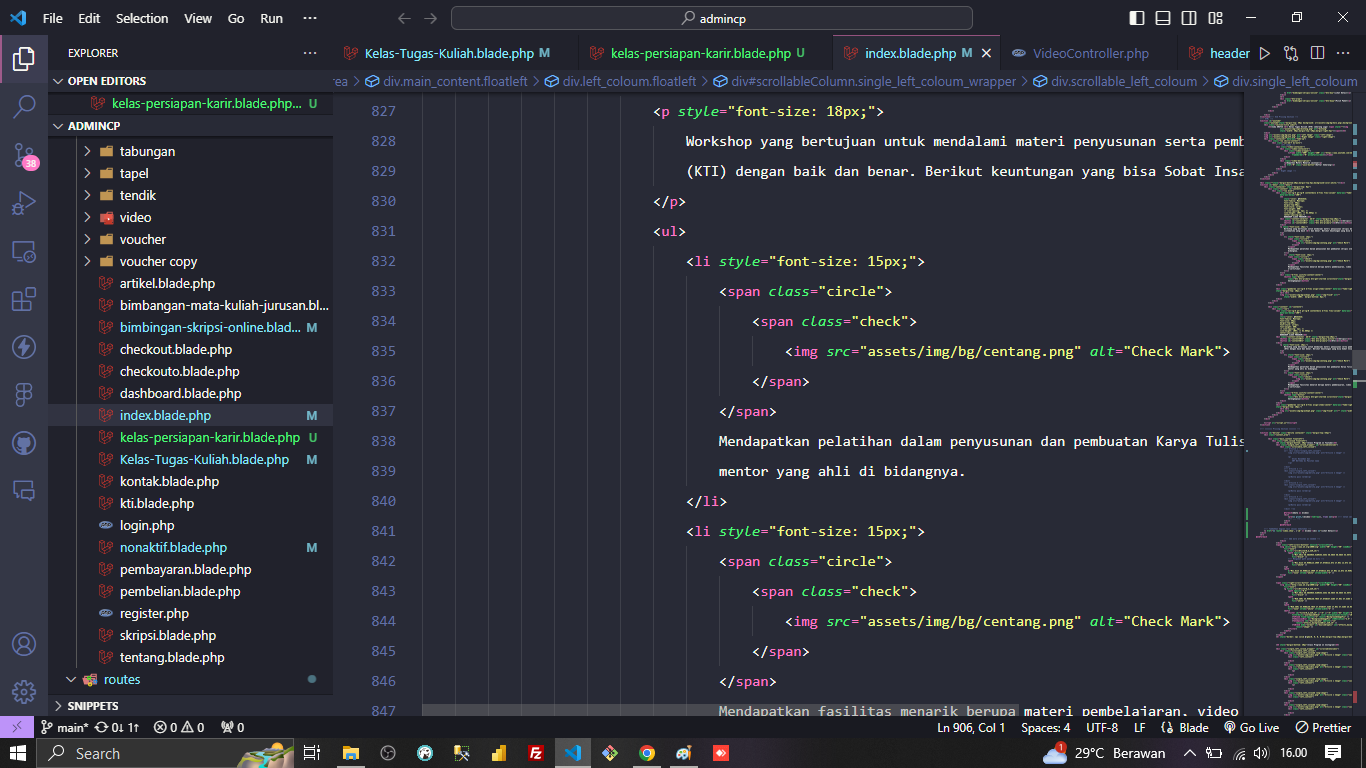 File Edit Selection View Go Run ··· admincp
EXPLORER ···
Kelas-Tugas-Kuliah.blade.php M kelas-persiapan-karir.blade.php U index.blade.php M VideoController.php header
rea > div.main_content.floatleft > div.left_coloum.floatleft > div#scrollableColumn.single_left_coloum_wrapper > div.scrollable_left_coloum > div.single_left_coloum
OPEN EDITORS
kelas-persiapan-karir.blade.php... U
ADMINCP
tabungan
tapel
tendik
video
voucher
voucher copy
artikel.blade.php
bimbangan-mata-kuliah-jurusan.bl...
bimbingan-skripsi-online.blad... M
checkout.blade.php
checkouto.blade.php
dashboard.blade.php
index.blade.php M
kelas-persiapan-karir.blade.php U
Kelas-Tugas-Kuliah.blade.php M
kontak.blade.php
kti.blade.php
login.php
nonaktif.blade.php M
pembayaran.blade.php
pembelian.blade.php
register.php
skripsi.blade.php
tentang.blade.php
routes
SNIPPETS
38
827 <p style="font-size: 18px;">
828 Workshop yang bertujuan untuk mendalami materi penyusunan serta pemb
829 (KTI) dengan baik dan benar. Berikut keuntungan yang bisa Sobat Insa
830 </p>
831 <ul>
832 <li style="font-size: 15px;">
833 <span class="circle">
834 <span class="check">
835 <img src="assets/img/bg/centang.png" alt="Check Mark">
836 </span>
837 </span>
838 Mendapatkan pelatihan dalam penyusunan dan pembuatan Karya Tulis
839 mentor yang ahli di bidangnya.
840 </li>
841 <li style="font-size: 15px;">
842 <span class="circle">
843 <span class="check">
844 <img src="assets/img/bg/centang.png" alt="Check Mark">
845 </span>
846 </span>
847 Mendapatkan fasilitas menarik berupa materi pembelajaran, video
main* 0↓ 1↑ 0 0 0 Ln 906, Col 1 Spaces: 4 UTF-8 LF Blade Go Live Prettier
Search 1 29°C Berawan 16.00